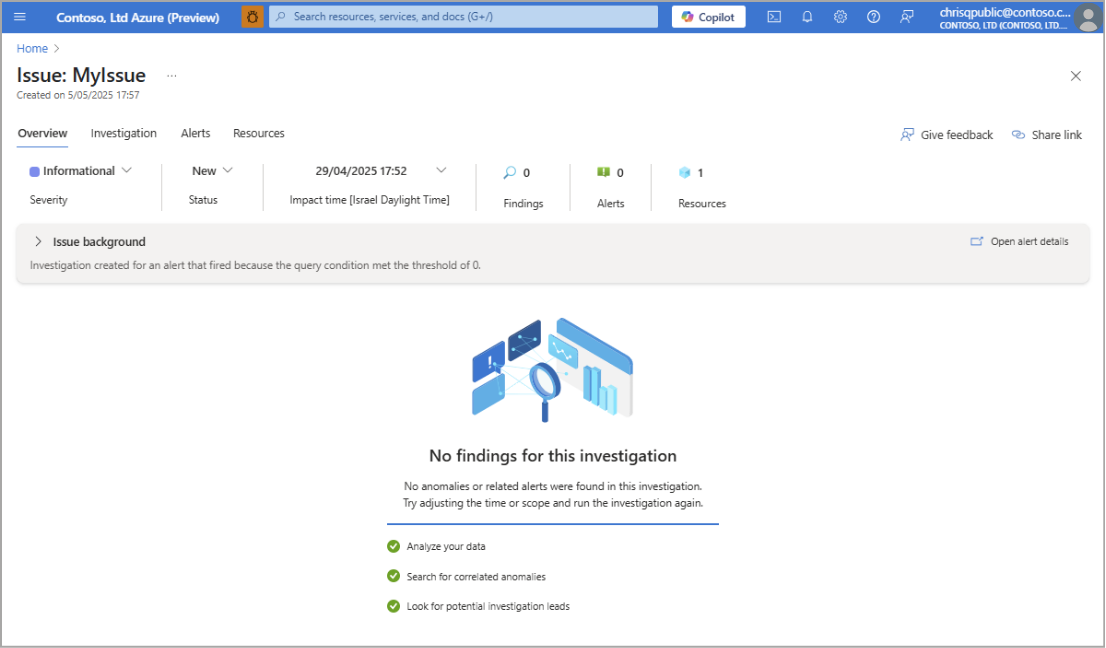 Contoso, Ltd Azure (Preview)
Search resources, services, and docs (G+/)
Copilot
chrisqpublic@contoso.c...
CONTOSO, LTD (CONTOSO, LTD....
Home
Issue: MyIssue ...
Created on 5/05/2025 17:57
Overview Investigation Alerts Resources
Give feedback Share link
Informational New 29/04/2025 17:52 0 0 1
Severity Status Impact time [Israel Daylight Time] Findings Alerts Resources
Issue background Open alert details
Investigation created for an alert that fired because the query condition met the threshold of 0.
No findings for this investigation
No anomalies or related alerts were found in this investigation.
Try adjusting the time or scope and run the investigation again.
Analyze your data
Search for correlated anomalies
Look for potential investigation leads